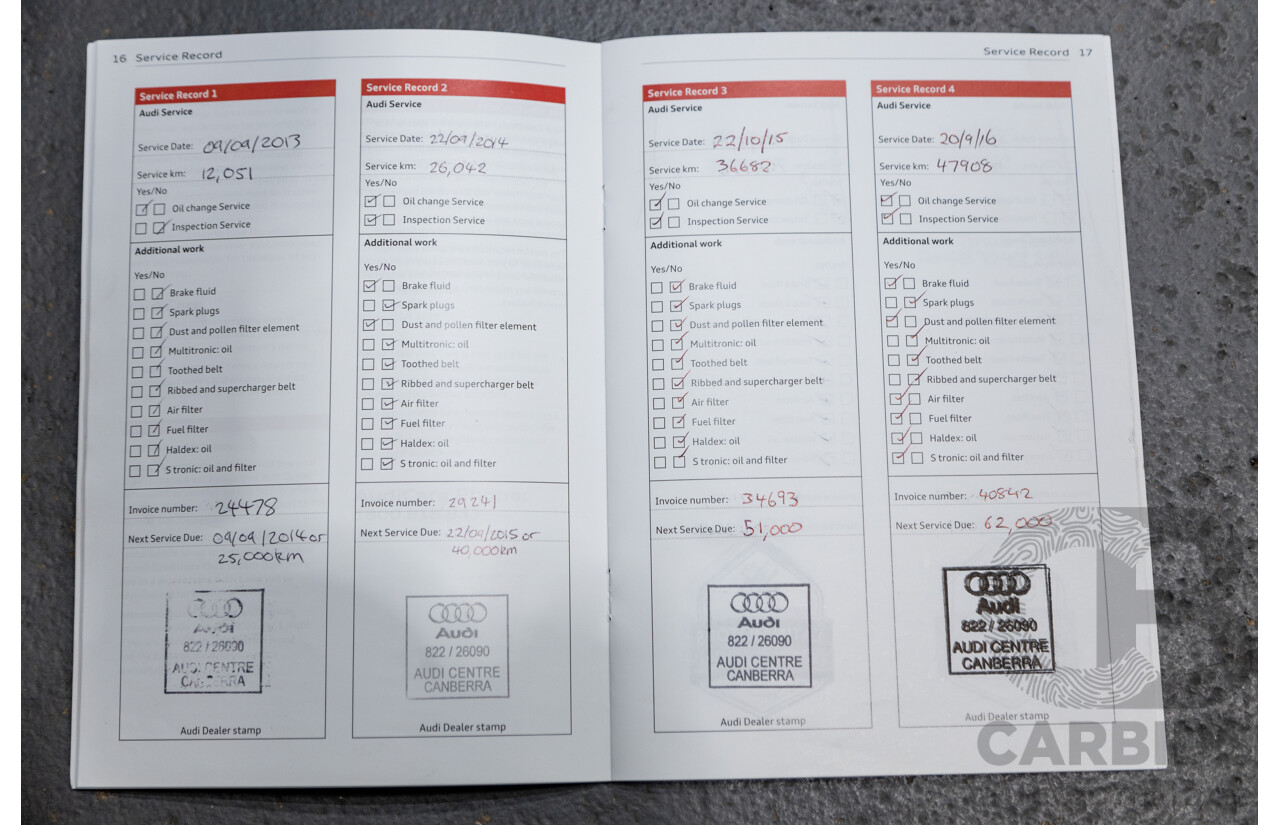 16 Service Record
Service Record 1
Audi Service
Service Date: 09/09/2013
Service km: 12,051
Yes/No
Oil change Service
Inspection Service
Additional work
Yes/No
Brake fluid
Spark plugs
Dust and pollen filter element
Multitronic: oil
Toothed belt
Ribbed and supercharger belt
Air filter
Fuel filter
Haldex: oil
S tronic: oil and filter
Invoice number: 24478
Next Service Due: 09/09/2014 or
25,000km
Audi
822 / 26090
AUDI CENTRE
CANBERRA
Audi Dealer stamp
Service Record 2
Audi Service
Service Date: 22/09/2014
Service km: 26,042
Yes/No
Oil change Service
Inspection Service
Additional work
Yes/No
Brake fluid
Spark plugs
Dust and pollen filter element
Multitronic: oil
Toothed belt
Ribbed and supercharger belt
Air filter
Fuel filter
Haldex: oil
S tronic: oil and filter
Invoice number: 29241
Next Service Due: 22/09/2015 or
40,000km
Audi
822 / 26090
AUDI CENTRE
CANBERRA
Audi Dealer stamp
Service Record 17
Service Record 3
Audi Service
Service Date: 22/10/15
Service km: 36682
Yes/No
Oil change Service
Inspection Service
Additional work
Yes/No
Brake fluid
Spark plugs
Dust and pollen filter element
Multitronic: oil
Toothed belt
Ribbed and supercharger belt
Air filter
Fuel filter
Haldex: oil
S tronic: oil and filter
Invoice number: 34693
Next Service Due: 51,000
Audi
822 / 26090
AUDI CENTRE
CANBERRA
Audi Dealer stamp
Service Record 4
Audi Service
Service Date: 20/9/16
Service km: 47908
Yes/No
Oil change Service
Inspection Service
Additional work
Yes/No
Brake fluid
Spark plugs
Dust and pollen filter element
Multitronic: oil
Toothed belt
Ribbed and supercharger belt
Air filter
Fuel filter
Haldex: oil
S tronic: oil and filter
Invoice number: 40842
Next Service Due: 62,000
Audi
822 / 26090
AUDI CENTRE
CANBERRA
Audi Dealer stamp
CARBI